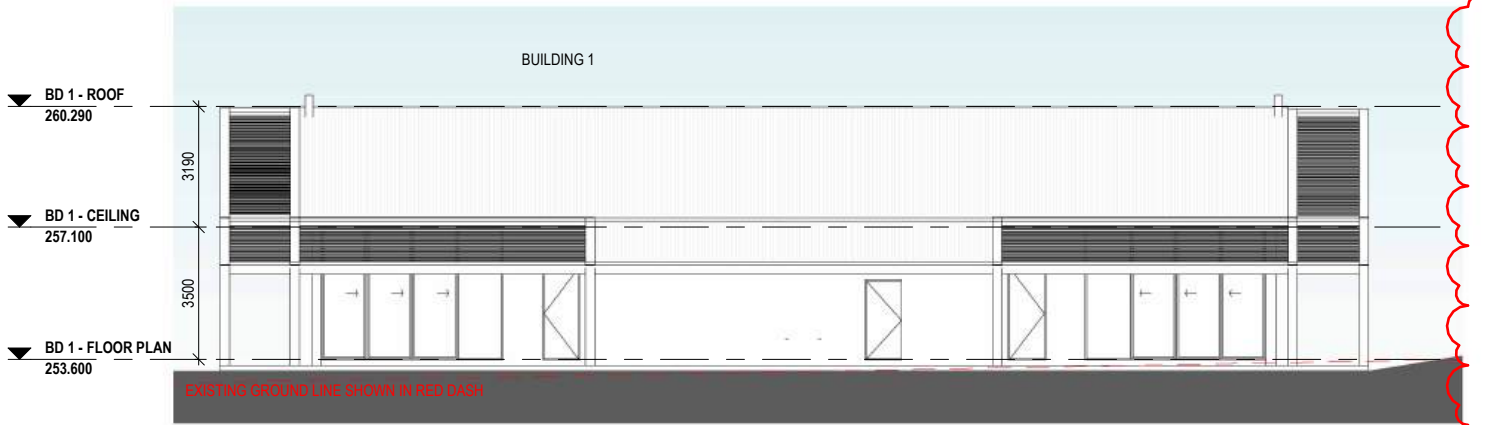 BUILDING 1
BD 1 - ROOF
260.290
3190
BD 1 - CEILING
257.100
3500
BD 1 - FLOOR PLAN
253.600
EXISTING GROUND LINE SHOWN IN RED DASH